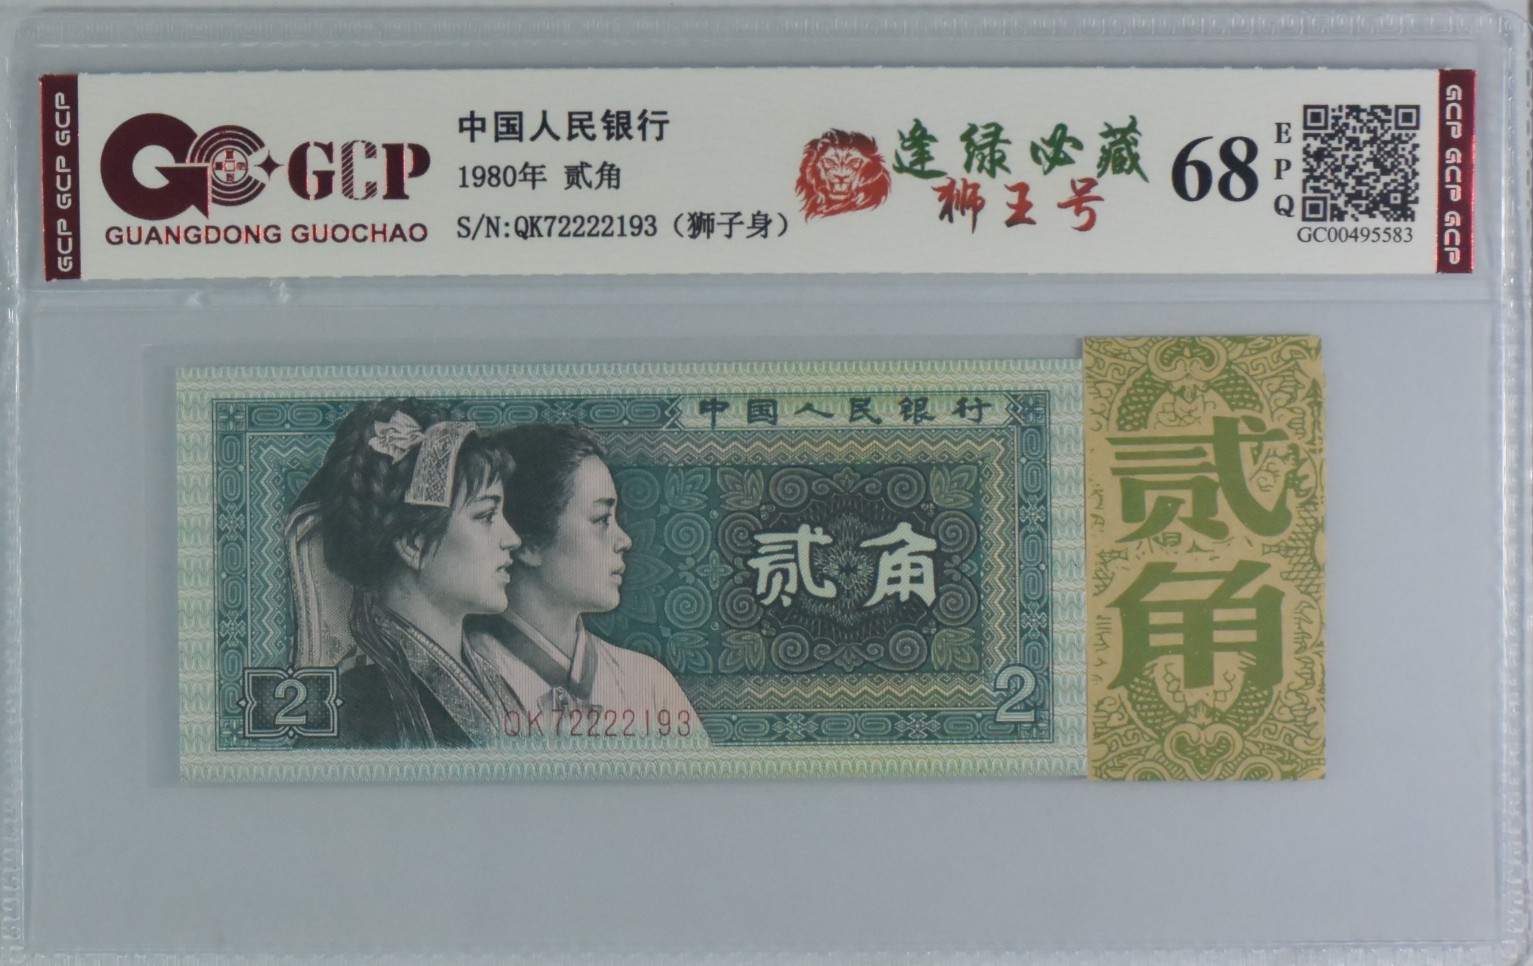 GCP GCP GCP
GCP
GUANGDONG GUOCHAO
中国人民银行
1980年 贰角
S/N:QK72222193（狮子身）
逢绿必藏
狮王号
68
EPQ
GC00495583
GCP GCP GCP
中国人民银行
贰角
2
2
QK72222193
贰角